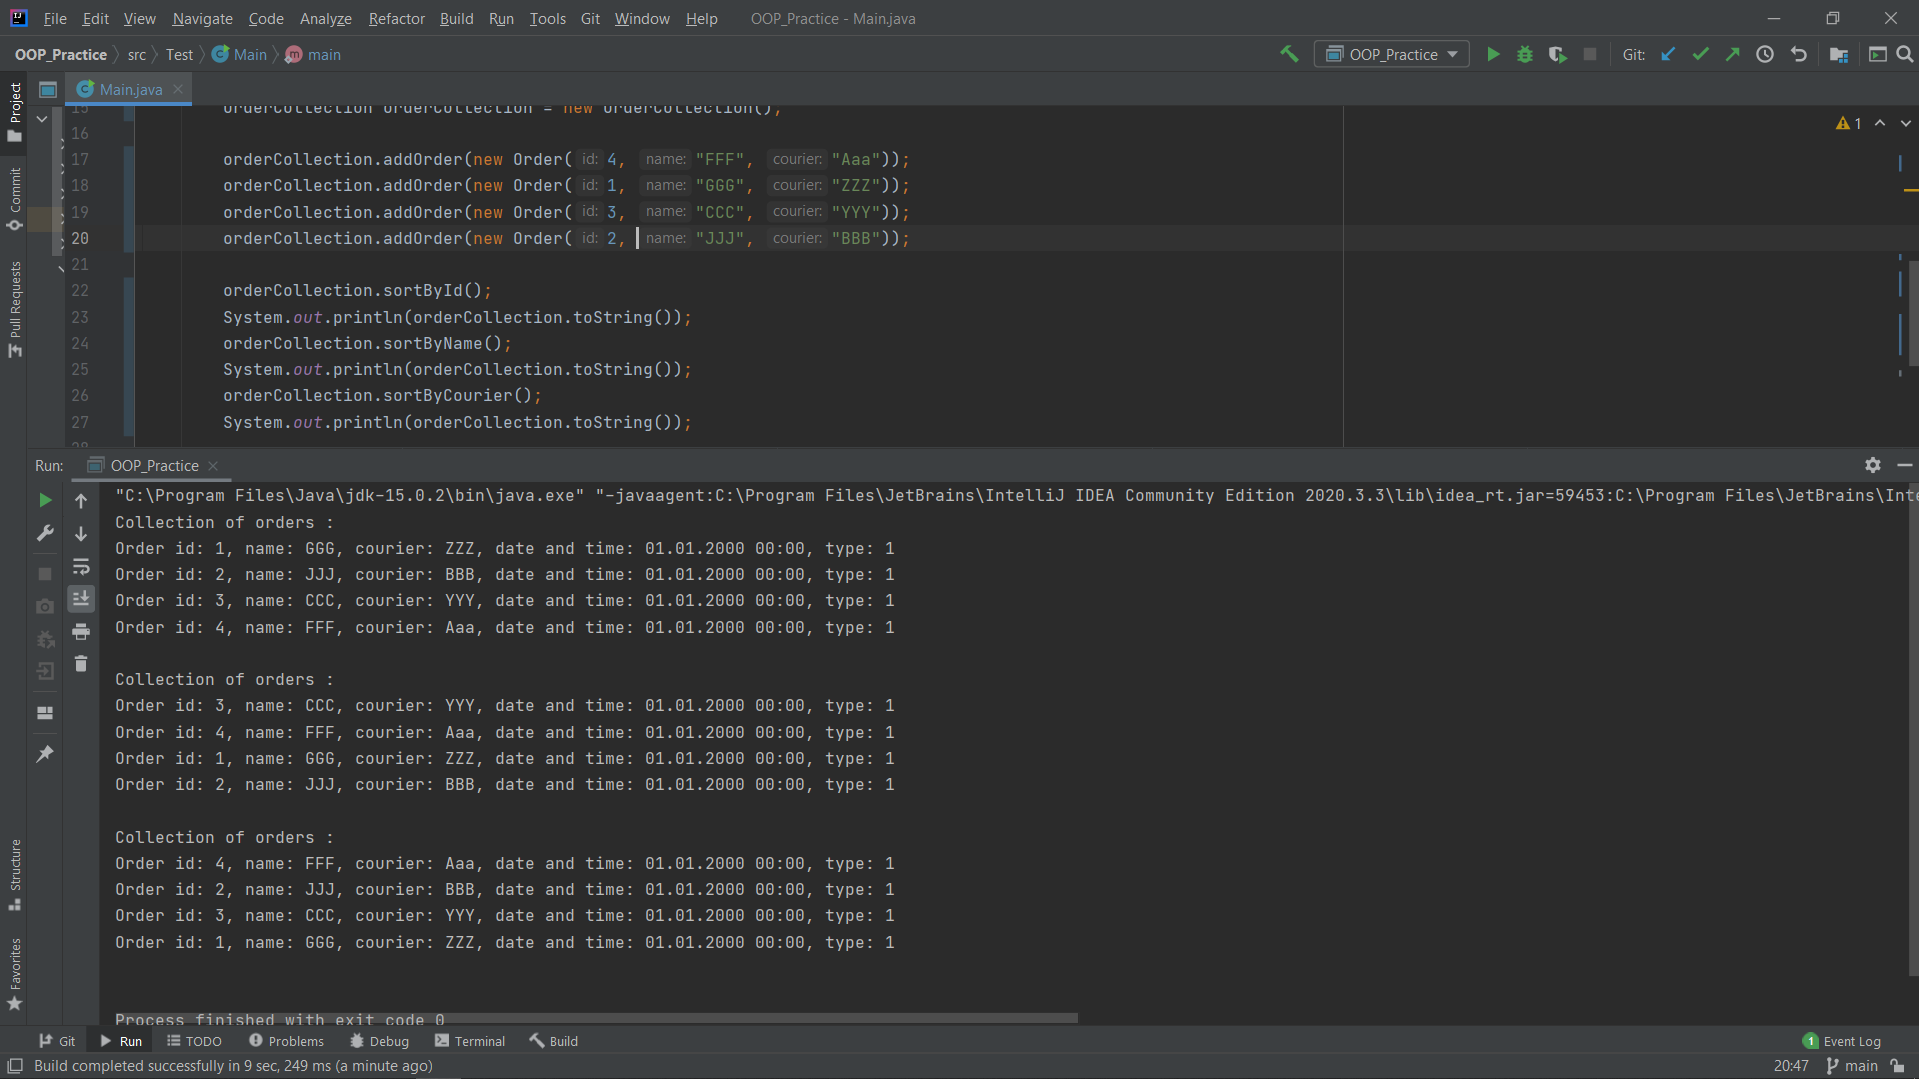 File Edit View Navigate Code Analyze Refactor Build Run Tools Git Window Help OOP_Practice - Main.java
OOP_Practice src Test Main main OOP_Practice Git:
Project
Main.java
15 orderCollection orderCollection = new OrderCollection();
16
17 orderCollection.addOrder(new Order( id: 4, name: "FFF", courier: "Aaa"));
18 orderCollection.addOrder(new Order( id: 1, name: "GGG", courier: "ZZZ"));
19 orderCollection.addOrder(new Order( id: 3, name: "CCC", courier: "YYY"));
20 orderCollection.addOrder(new Order( id: 2, name: "JJJ", courier: "BBB"));
21
22 orderCollection.sortById();
23 System.out.println(orderCollection.toString());
24 orderCollection.sortByName();
25 System.out.println(orderCollection.toString());
26 orderCollection.sortByCourier();
27 System.out.println(orderCollection.toString());
28
1
Commit
Pull Requests
Run: OOP_Practice
"C:\Program Files\Java\jdk-15.0.2\bin\java.exe" "-javaagent:C:\Program Files\JetBrains\IntelliJ IDEA Community Edition 2020.3.3\lib\idea_rt.jar=59453:C:\Program Files\JetBrains\Inte
Collection of orders :
Order id: 1, name: GGG, courier: ZZZ, date and time: 01.01.2000 00:00, type: 1
Order id: 2, name: JJJ, courier: BBB, date and time: 01.01.2000 00:00, type: 1
Order id: 3, name: CCC, courier: YYY, date and time: 01.01.2000 00:00, type: 1
Order id: 4, name: FFF, courier: Aaa, date and time: 01.01.2000 00:00, type: 1
Collection of orders :
Order id: 3, name: CCC, courier: YYY, date and time: 01.01.2000 00:00, type: 1
Order id: 4, name: FFF, courier: Aaa, date and time: 01.01.2000 00:00, type: 1
Order id: 1, name: GGG, courier: ZZZ, date and time: 01.01.2000 00:00, type: 1
Order id: 2, name: JJJ, courier: BBB, date and time: 01.01.2000 00:00, type: 1
Collection of orders :
Order id: 4, name: FFF, courier: Aaa, date and time: 01.01.2000 00:00, type: 1
Order id: 2, name: JJJ, courier: BBB, date and time: 01.01.2000 00:00, type: 1
Order id: 3, name: CCC, courier: YYY, date and time: 01.01.2000 00:00, type: 1
Order id: 1, name: GGG, courier: ZZZ, date and time: 01.01.2000 00:00, type: 1
Process finished with exit code 0
Structure
Favorites
Git Run TODO Problems Debug Terminal Build 1 Event Log
Build completed successfully in 9 sec, 249 ms (a minute ago) 20:47 main